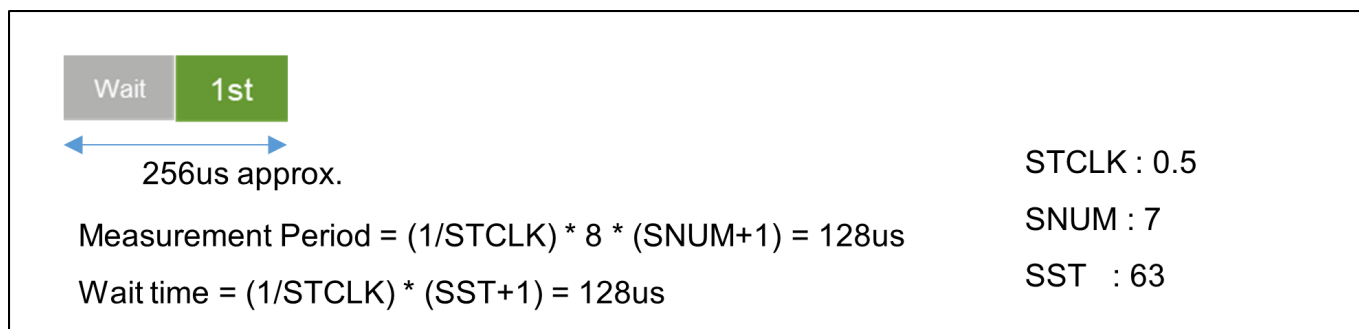 Wait 1st
256us approx.
STCLK : 0.5
SNUM : 7
Measurement Period = (1/STCLK) * 8 * (SNUM+1) = 128us
SST : 63
Wait time = (1/STCLK) * (SST+1) = 128us